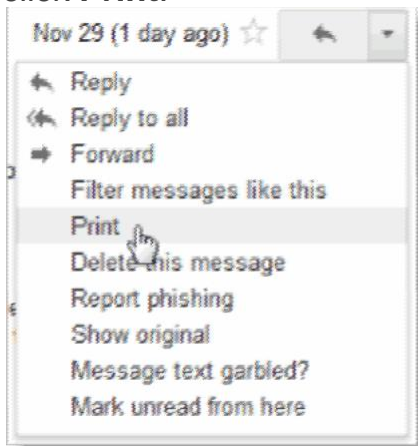 Nov 29 (1 day ago)
Reply
Reply to all
Forward
Filter messages like this
Print
Delete this message
Report phishing
Show original
Message text garbled?
Mark unread from here